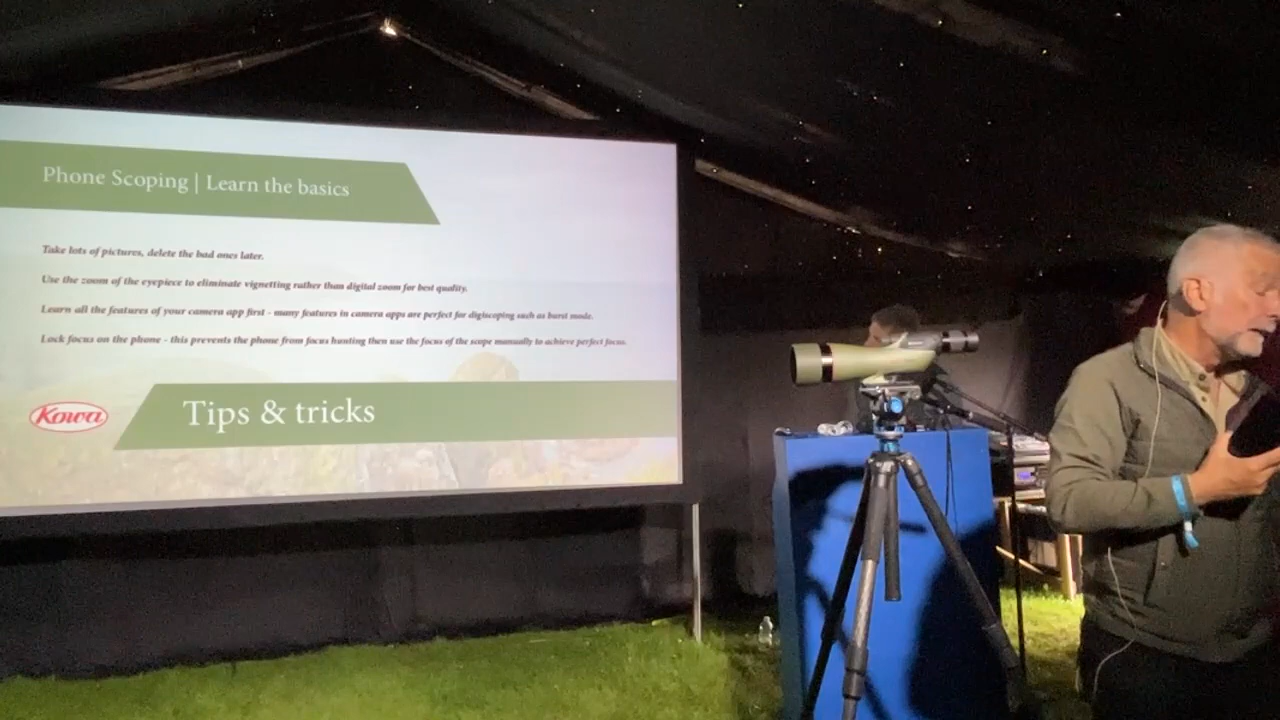 Phone Scoping | Learn the basics
Take lots of pictures, delete the bad ones later.
Use the zoom of the eyepiece to eliminate vignetting rather than digital zoom for best quality.
Learn all the features of your camera app first - many features in camera apps are perfect for digiscoping such as burst mode.
Lock focus on the phone - this prevents the phone from focus hunting then use the focus of the scope manually to achieve perfect focus.
Kowa
Tips & tricks